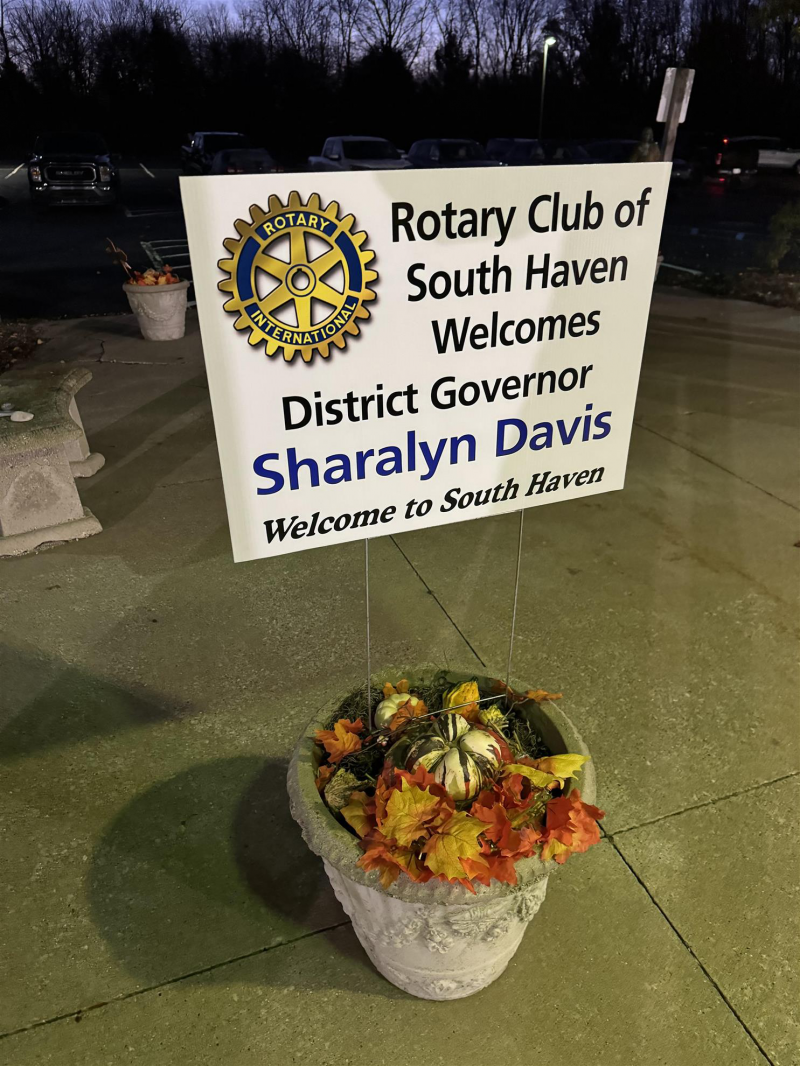 ROTARY
INTERNATIONAL
Rotary Club of
South Haven
Welcomes
District Governor
Sharalyn Davis
Welcome to South Haven